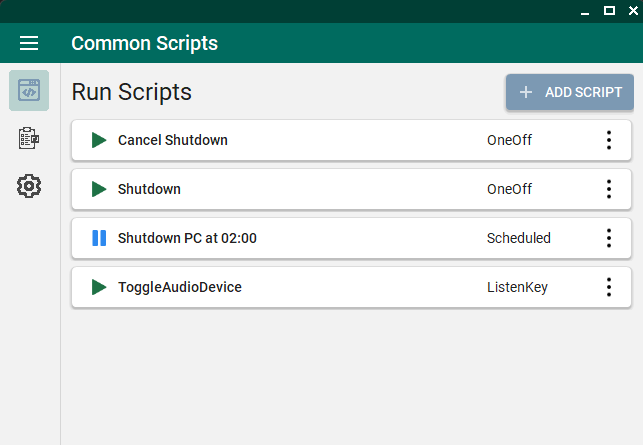 Common Scripts
Run Scripts
ADD SCRIPT
Cancel Shutdown OneOff
Shutdown OneOff
Shutdown PC at 02:00 Scheduled
ToggleAudioDevice ListenKey